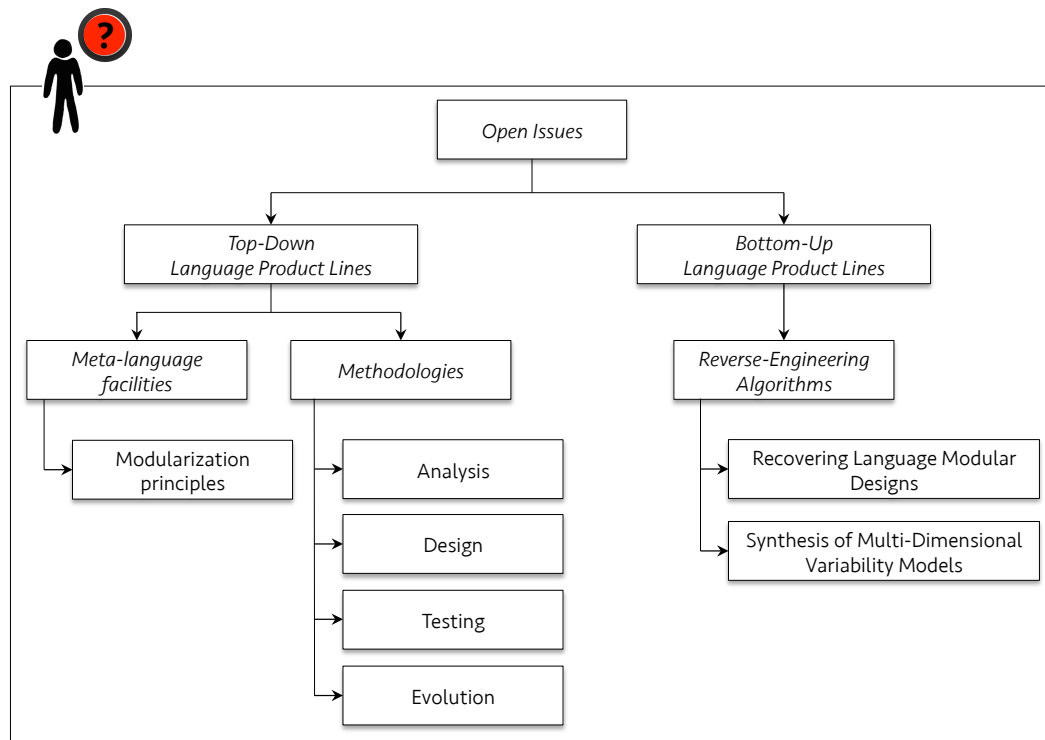 ?
Open Issues
Top-Down
Language Product Lines
Bottom-Up
Language Product Lines
Meta-language
facilities
Methodologies
Reverse-Engineering
Algorithms
Modularization
principles
Analysis
Design
Testing
Evolution
Recovering Language Modular
Designs
Synthesis of Multi-Dimensional
Variability Models